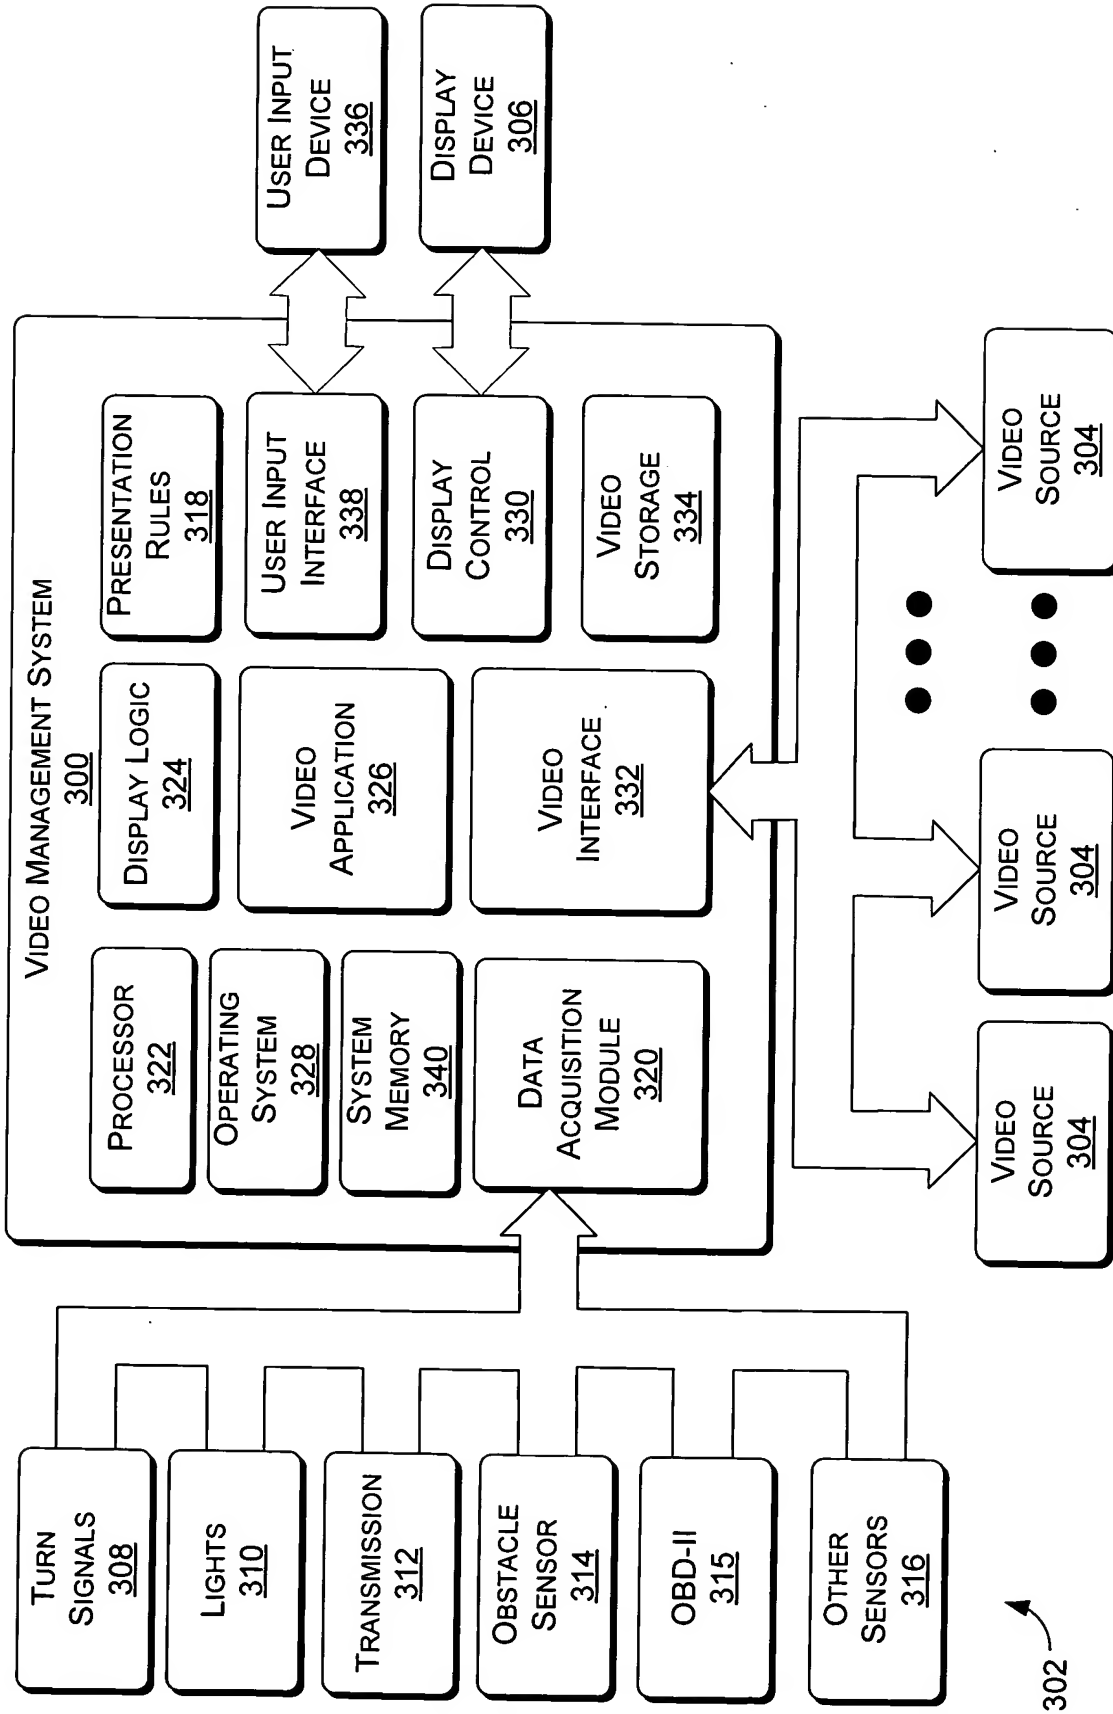 VIDEO MANAGEMENT SYSTEM
300
TURN
SIGNALS
308
LIGHTS
310
TRANSMISSION
312
OBSTACLE
SENSOR
314
OBD-II
315
OTHER
SENSORS
316
302
PROCESSOR
322
OPERATING
SYSTEM
328
SYSTEM
MEMORY
340
DATA
ACQUISITION
MODULE
320
DISPLAY LOGIC
324
VIDEO
APPLICATION
326
VIDEO
INTERFACE
332
PRESENTATION
RULES
318
USER INPUT
INTERFACE
338
DISPLAY
CONTROL
330
VIDEO
STORAGE
334
USER INPUT
DEVICE
336
DISPLAY
DEVICE
306
VIDEO
SOURCE
304
VIDEO
SOURCE
304
VIDEO
SOURCE
304